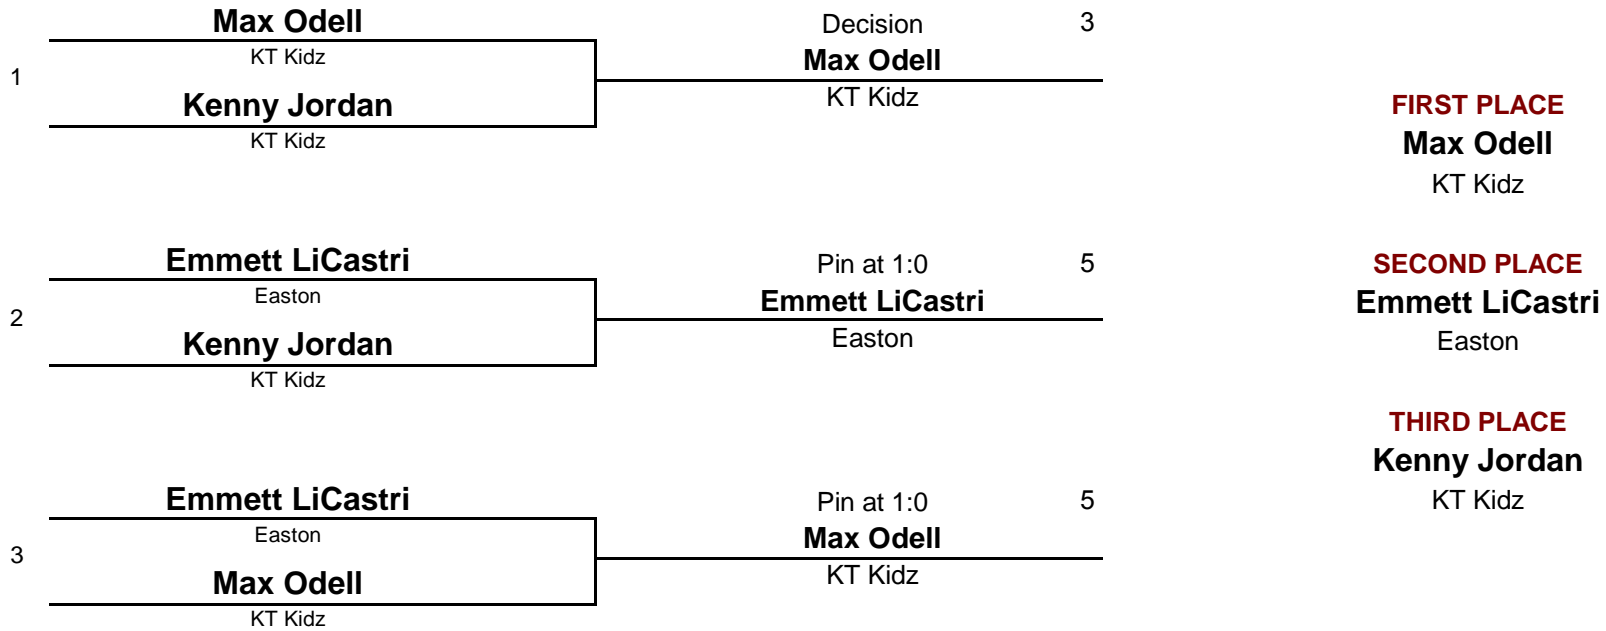 Max Odell
KT Kidz
1
Kenny Jordan
KT Kidz
Decision 3
Max Odell
KT Kidz
Emmett LiCastri
Easton
2
Kenny Jordan
KT Kidz
Pin at 1:0 5
Emmett LiCastri
Easton
Emmett LiCastri
Easton
3
Max Odell
KT Kidz
Pin at 1:0 5
Max Odell
KT Kidz
FIRST PLACE
Max Odell
KT Kidz
SECOND PLACE
Emmett LiCastri
Easton
THIRD PLACE
Kenny Jordan
KT Kidz